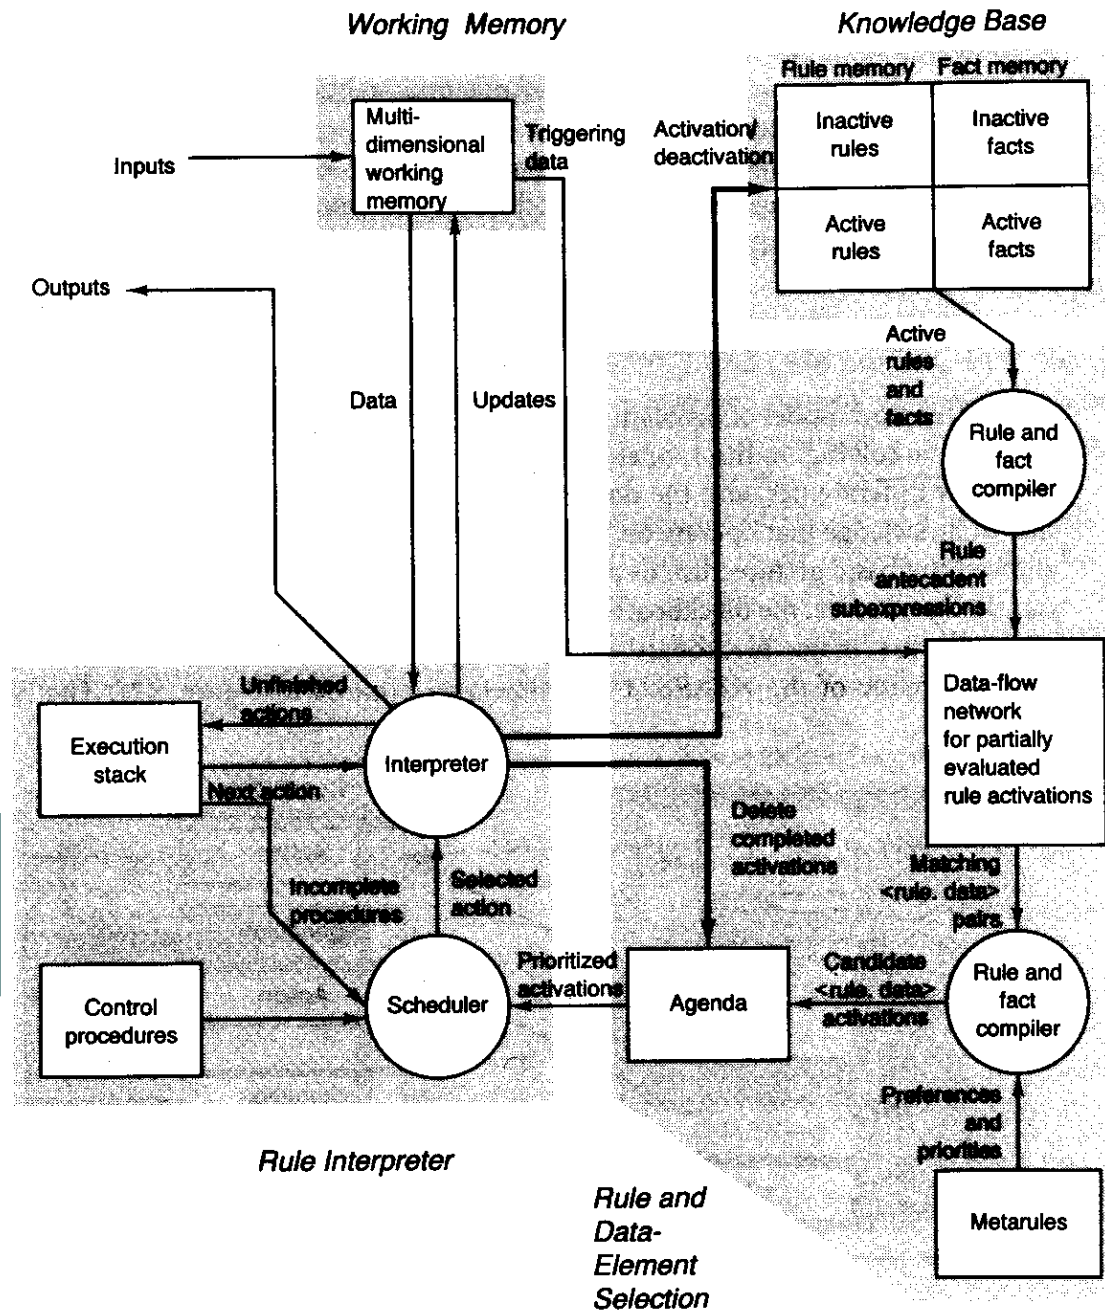 Working Memory
Knowledge Base
Rule memory
Fact memory
Multi-
dimensional
working
memory
Triggering
data
Activation/
deactivation
Inactive
rules
Inactive
facts
Inputs
Active
rules
Active
facts
Outputs
Active
rules
and
facts
Data
Updates
Rule and
fact
compiler
Rule
antecedent
subexpressions
Unfinished
actions
Execution
stack
Next action
Interpreter
Data-flow
network
for partially
evaluated
rule activations
Delete
completed
activations
Matching
<rule. data>
pairs
Incomplete
procedures
Selected
action
Control
procedures
Scheduler
Prioritized
activations
Agenda
Candidate
<rule. data>
activations
Rule and
fact
compiler
Preferences
and
priorities
Metarules
Rule Interpreter
Rule and
Data-
Element
Selection